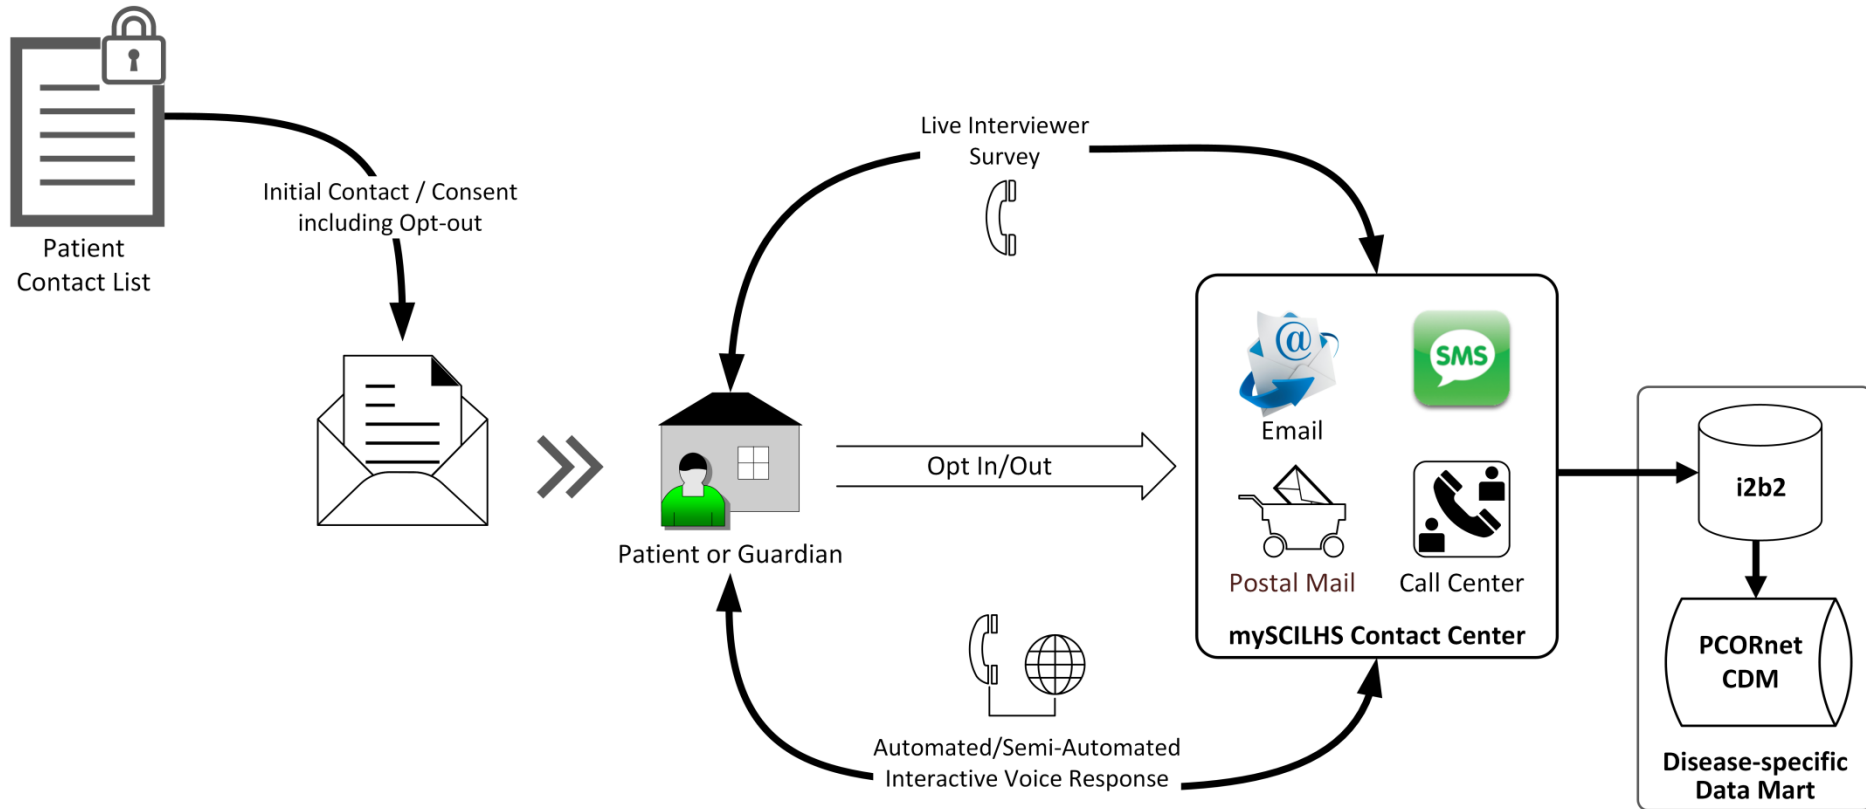 Patient
Contact List
Initial Contact / Consent
including Opt-out
Live Interviewer
Survey
Patient or Guardian
Opt In/Out
Automated/Semi-Automated
Interactive Voice Response
@
Email
SMS
Postal Mail
Call Center
mySCILHS Contact Center
i2b2
PCORnet
CDM
Disease-specific
Data Mart